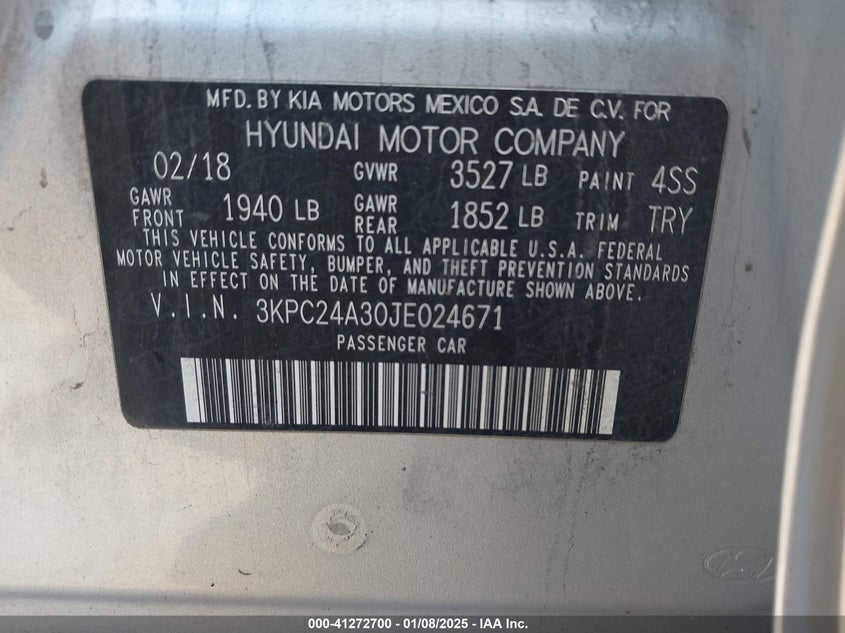 MFD. BY KIA MOTORS MEXICO S.A. DE C.V. FOR
HYUNDAI MOTOR COMPANY
02/18 GVWR 3527 LB PAINT 4SS
GAWR FRONT 1940 LB GAWR REAR 1852 LB TRIM TRY
THIS VEHICLE CONFORMS TO ALL APPLICABLE U.S.A. FEDERAL
MOTOR VEHICLE SAFETY, BUMPER, AND THEFT PREVENTION STANDARDS
IN EFFECT ON THE DATE OF MANUFACTURE SHOWN ABOVE.
V.I.N. 3KPC24A30JE024671
PASSENGER CAR
000-41272700 - 01/08/2025 - IAA Inc.